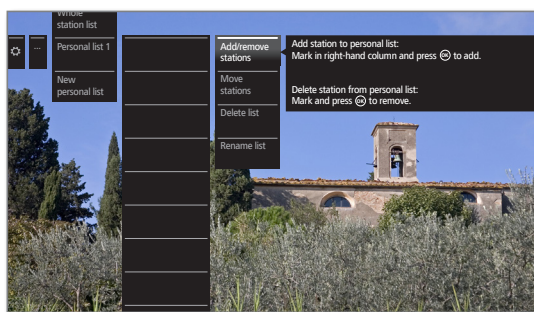 Whole
station list
...
Personal list 1
New
personal list
Add/remove
stations
Move
stations
Delete list
Rename list
Add station to personal list:
Mark in right-hand column and press OK to add.
Delete station from personal list:
Mark and press OK to remove.